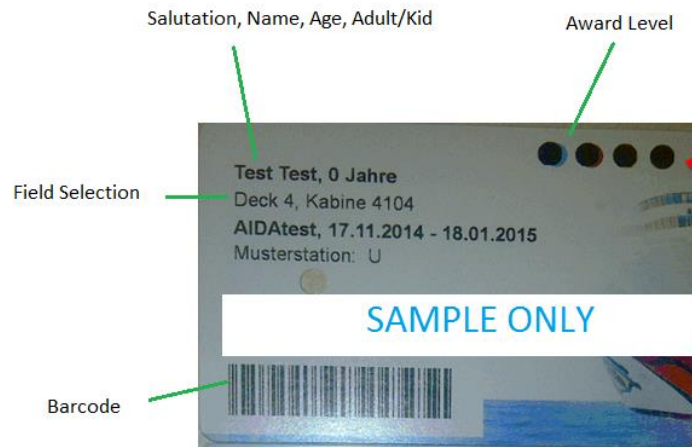 Salutation, Name, Age, Adult/Kid
Award Level
Test Test, 0 Jahre
Field Selection
Deck 4, Kabine 4104
AIDAtest, 17.11.2014 - 18.01.2015
Musterstation: U
SAMPLE ONLY
Barcode